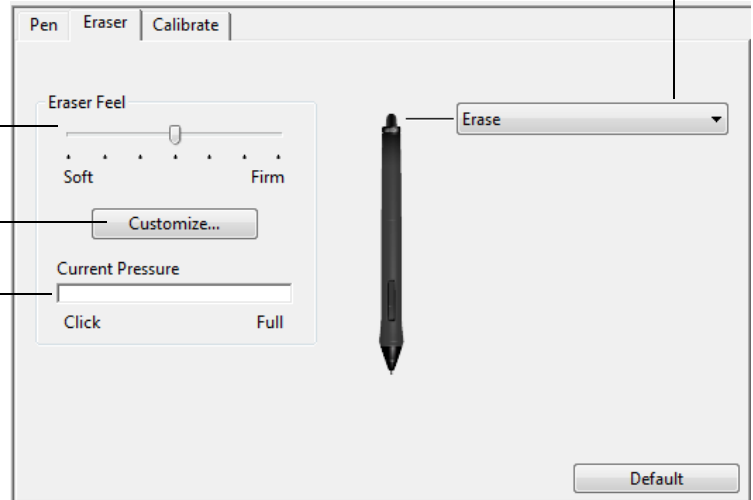 Pen Eraser Calibrate
Eraser Feel
Erase
Soft Firm
Customize...
Current Pressure
Click Full
Default